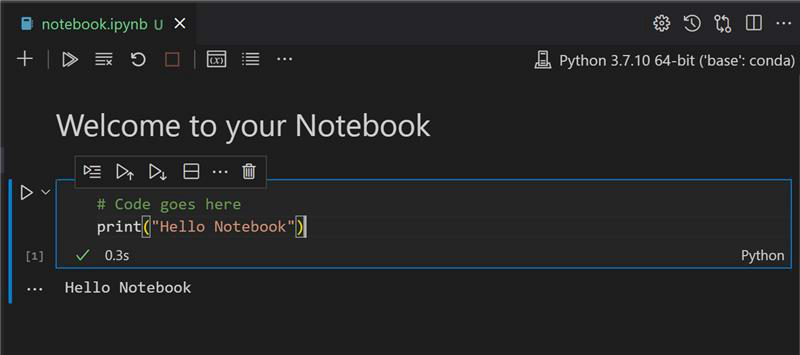 notebook.ipynb U
Python 3.7.10 64-bit ('base': conda)
Welcome to your Notebook
# Code goes here
print("Hello Notebook")
[1]
0.3s
Python
Hello Notebook